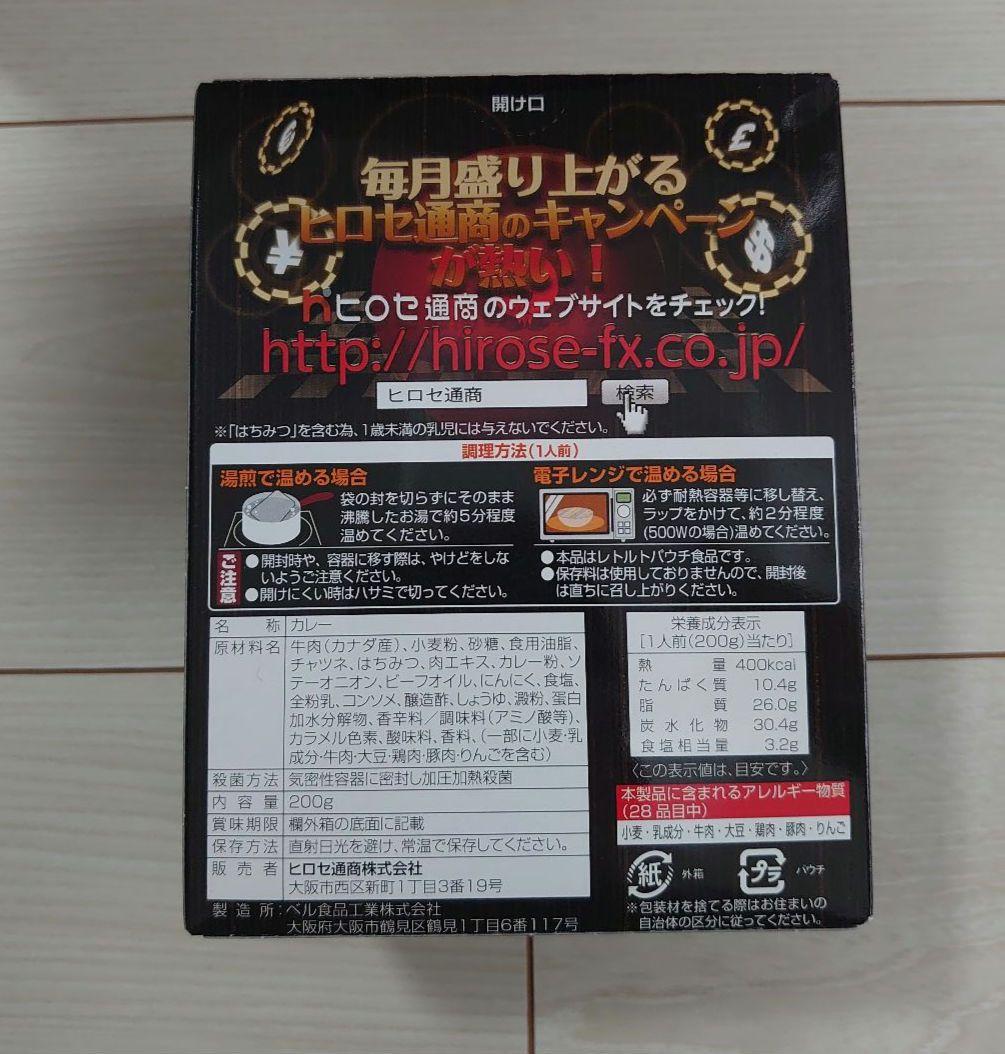 開け口
毎月盛り上がる
ヒロセ通商のキャンペーン
が熱い！
ヒロセ通商のウェブサイトをチェック!
http://hirose-fx.co.jp/
ヒロセ通商 検索
※「はちみつ」を含む為、1歳未満の乳児には与えないでください。
調理方法(1人前)
湯煎で温める場合
袋の封を切らずにそのまま
沸騰したお湯で約5分程度
温めてください。
電子レンジで温める場合
必ず耐熱容器等に移し替え、
ラップをかけて、約2分程度
(500Wの場合)温めてください。
ご注意
●開封時や、容器に移す際は、やけどをしな
いようご注意ください。
●開けにくい時はハサミで切ってください。
●本品はレトルトパウチ食品です。
●保存料は使用しておりませんので、開封後
は直ちに召し上がりください。
名称 カレー
原材料名 牛肉(カナダ産)、小麦粉、砂糖、食用油脂、
チャツネ、はちみつ、肉エキス、カレー粉、ソ
テーオニオン、ビーフオイル、にんにく、食塩、
全粉乳、コンソメ、醸造酢、しょうゆ、澱粉、蛋白
加水分解物、香辛料／調味料(アミノ酸等)、
カラメル色素、酸味料、香料、(一部に小麦・乳
成分・牛肉・大豆・鶏肉・豚肉・りんごを含む)
殺菌方法 気密性容器に密封し加圧加熱殺菌
内容量 200g
賞味期限 欄外箱の底面に記載
保存方法 直射日光を避け、常温で保存してください。
販売者 ヒロセ通商株式会社
大阪市西区新町1丁目3番19号
製造所:ベル食品工業株式会社
大阪府大阪市鶴見区鶴見1丁目6番117号
栄養成分表示
[1人前(200g)当たり]
熱量 400kcal
たんぱく質 10.4g
脂質 26.0g
炭水化物 30.4g
食塩相当量 3.2g
〈この表示値は、目安です。〉
本製品に含まれるアレルギー物質
(28品目中)
小麦・乳成分・牛肉・大豆・鶏肉・豚肉・りんご
紙 外箱
プラ パウチ
※包装材を捨てる際はお住まいの
自治体の区分に従ってください。